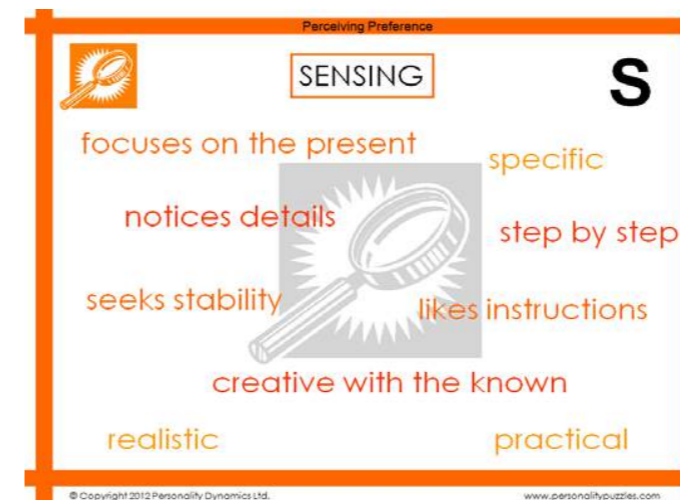 Perceiving Preference
SENSING
S
focuses on the present
specific
notices details
step by step
seeks stability
likes instructions
creative with the known
realistic
practical
© Copyright 2012 Personality Dynamics Ltd.
www.personalitypuzzles.com